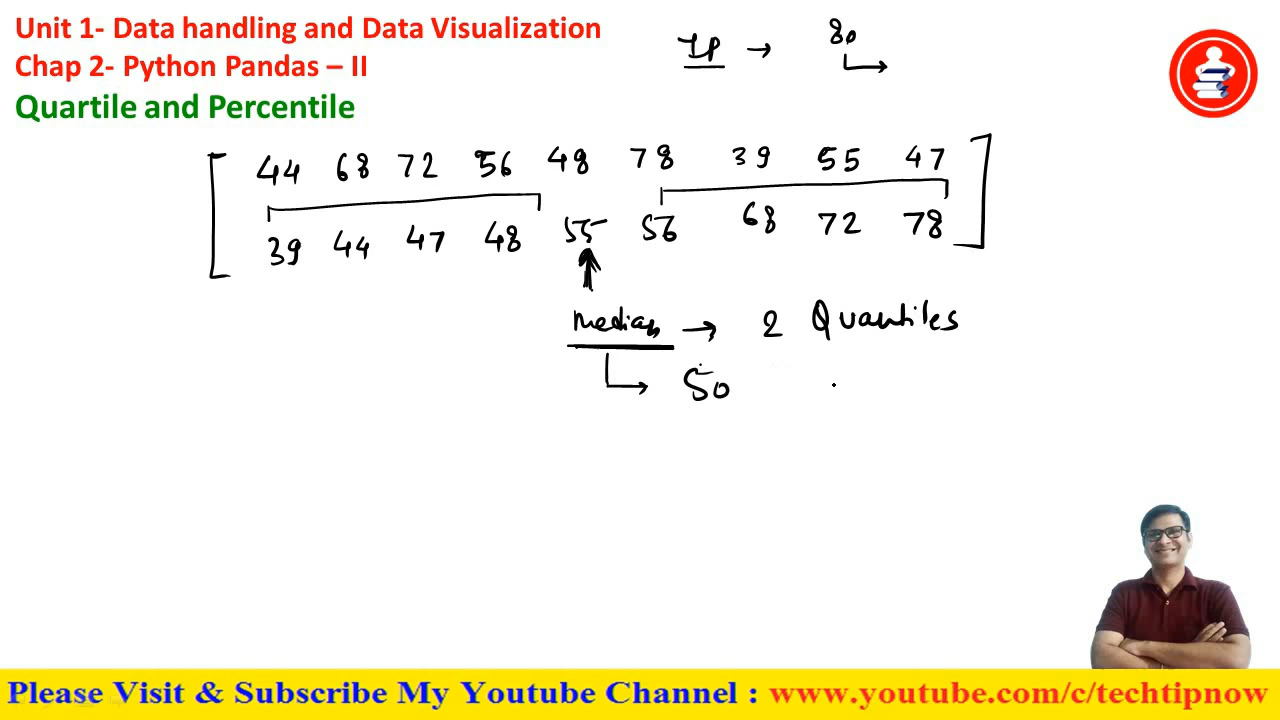 Unit 1- Data handling and Data Visualization
Chap 2- Python Pandas – II
Quartile and Percentile
IP → 80
44 68 72 56 48 78 39 55 47
39 44 47 48 55 56 68 72 78
median → 2 Quantiles
50
Please Visit & Subscribe My Youtube Channel : www.youtube.com/c/techtipnow